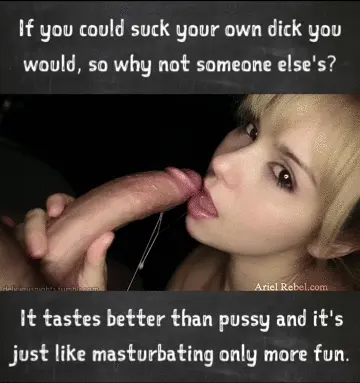 If you could suck your own dick you
would, so why not someone else's?
Ariel Rebel.com
It tastes better than pussy and it's
just like masturbating only more fun.